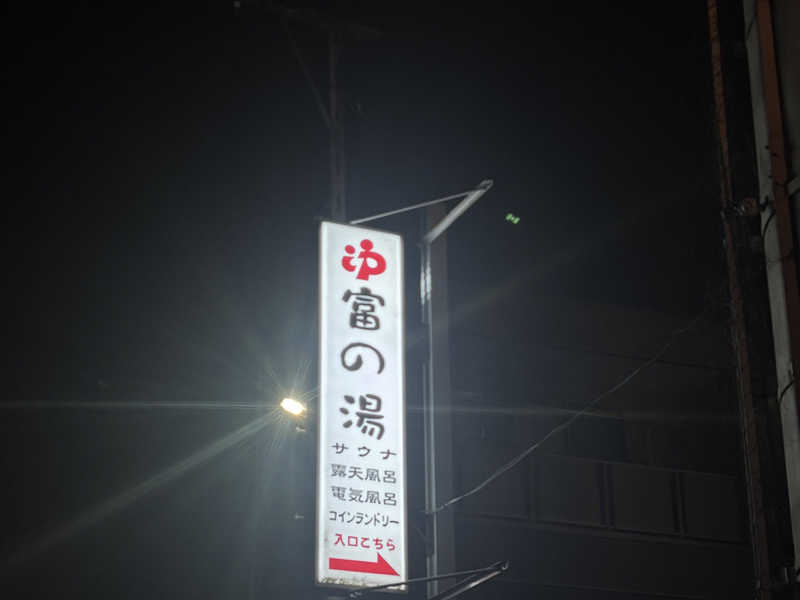 富の湯
サウナ
露天風呂
電気風呂
コインランドリー
入口こちら